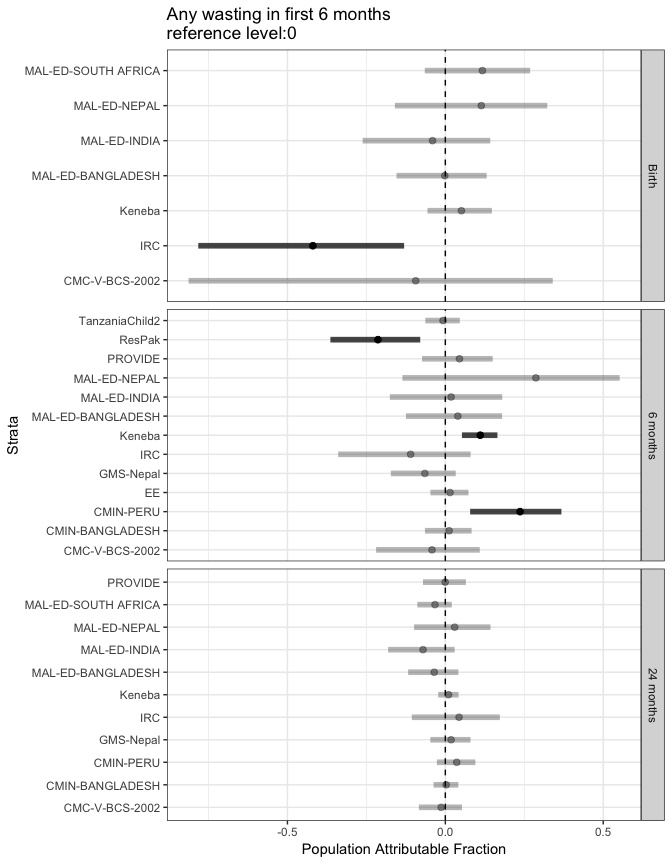 Any wasting in first 6 months
reference level:0
MAL-ED-SOUTH AFRICA
MAL-ED-NEPAL
MAL-ED-INDIA
MAL-ED-BANGLADESH
Keneba
IRC
CMC-V-BCS-2002
Birth
TanzaniaChild2
ResPak
PROVIDE
MAL-ED-NEPAL
MAL-ED-INDIA
MAL-ED-BANGLADESH
Keneba
IRC
GMS-Nepal
EE
CMIN-PERU
CMIN-BANGLADESH
CMC-V-BCS-2002
6 months
PROVIDE
MAL-ED-SOUTH AFRICA
MAL-ED-NEPAL
MAL-ED-INDIA
MAL-ED-BANGLADESH
Keneba
IRC
GMS-Nepal
CMIN-PERU
CMIN-BANGLADESH
CMC-V-BCS-2002
24 months
Strata
-0.5
0.0
0.5
Population Attributable Fraction